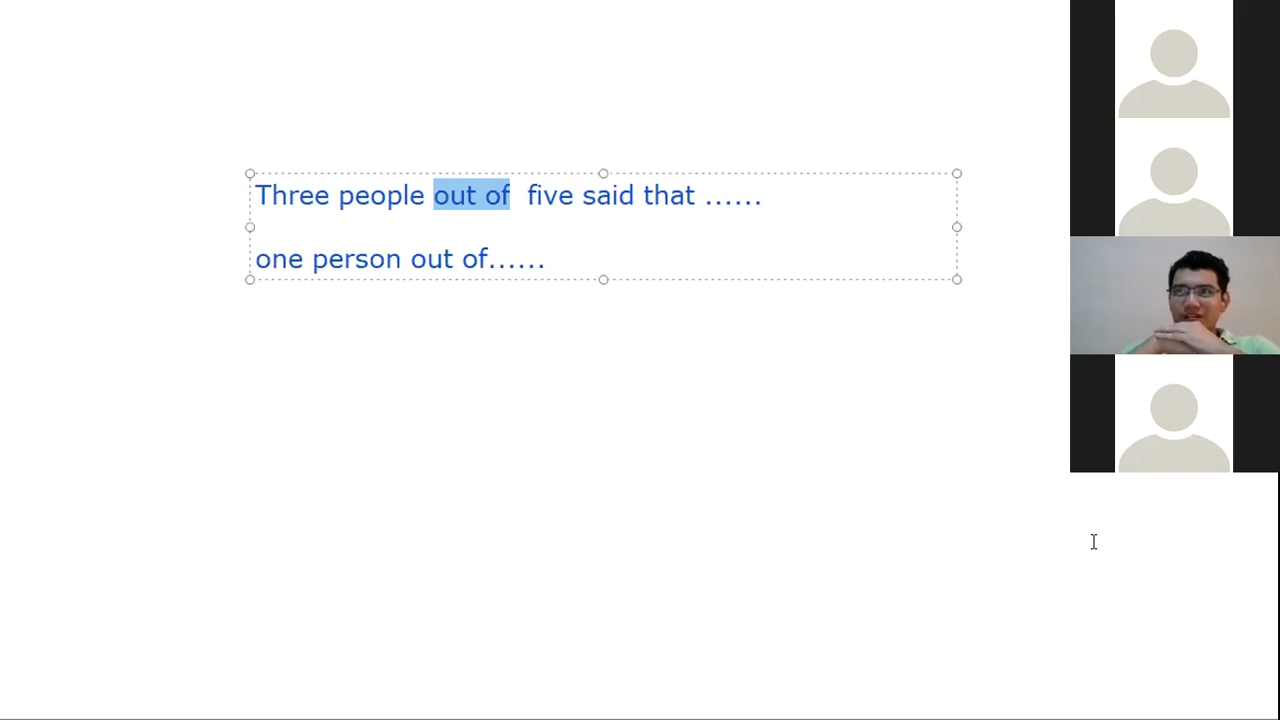 Three people out of  five said that ......
one person out of......